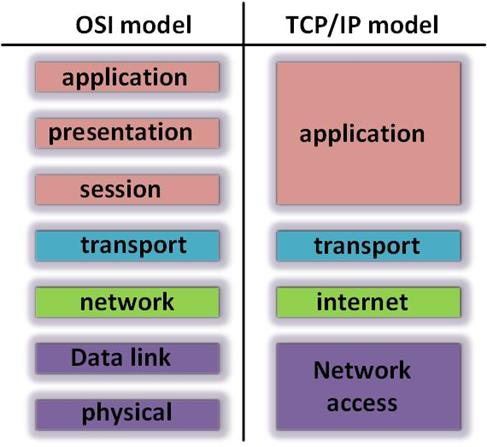 OSI model
TCP/IP model
application
presentation
session
transport
network
Data link
physical
application
transport
internet
Network
access